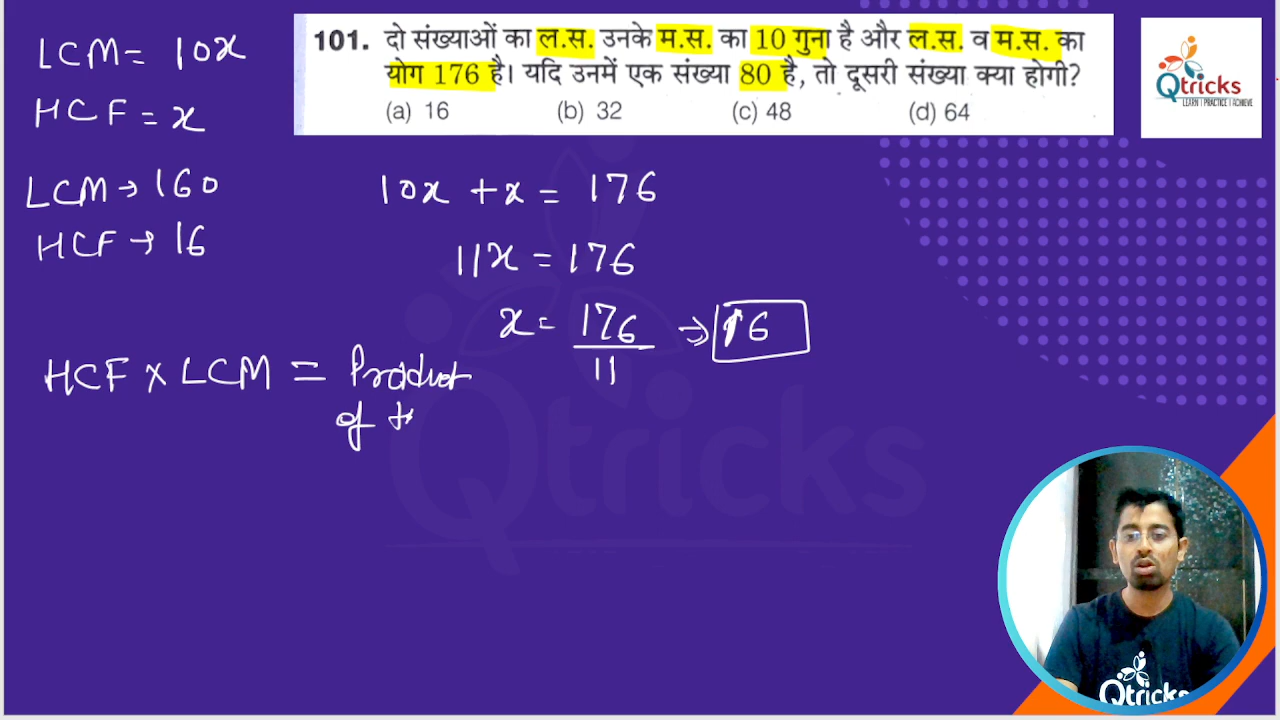 LCM = 10x
HCF = x
LCM → 160
HCF → 16
101. दो संख्याओं का ल.स. उनके म.स. का 10 गुना है और ल.स. व म.स. का
योग 176 है। यदि उनमें एक संख्या 80 है, तो दूसरी संख्या क्या होगी?
(a) 16 (b) 32 (c) 48 (d) 64
Qtricks
LEARN | PRACTICE | ACHIEVE
10x + x = 176
11x = 176
x = 176/11 ⇒ 16
HCF × LCM = Product
of
Qtricks
Qtricks